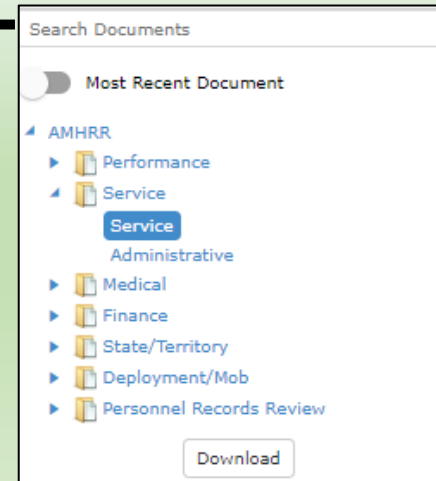 Search Documents
Most Recent Document
AMHRR
Performance
Service
Service
Administrative
Medical
Finance
State/Territory
Deployment/Mob
Personnel Records Review
Download